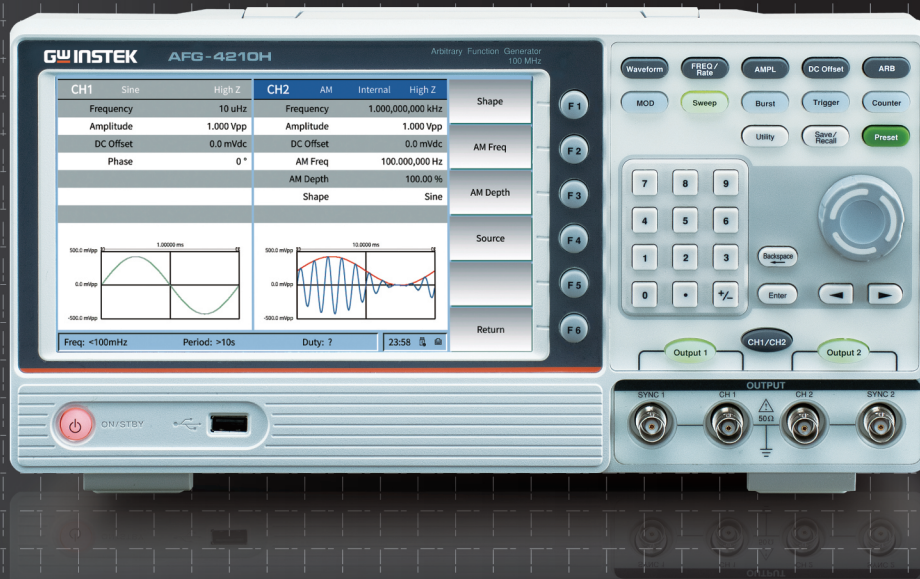 GW INSTEK AFG-4210H
Arbitrary Function Generator
100 MHz
CH1 Sine High Z
Frequency 10 uHz
Amplitude 1.000 Vpp
DC Offset 0.0 mVdc
Phase 0 °
CH2 AM Internal High Z
Frequency 1.000,000,000 kHz
Amplitude 1.000 Vpp
DC Offset 0.0 mVdc
AM Freq 100.000,000 Hz
AM Depth 100.00 %
Shape Sine
500.0 mVpp
0.0 mVpp
-500.0 mVpp
1.00000 ms
500.0 mVpp
0.0 mVpp
-500.0 mVpp
10.0000 ms
Freq: <100mHz Period: >10s Duty: ? 23:58
Shape
AM Freq
AM Depth
Source
Return
F 1
F 2
F 3
F 4
F 5
F 6
Waveform FREQ/ Rate AMPL DC Offset ARB
MOD Sweep Burst Trigger Counter
Utility Save/ Recall Preset
7 8 9
4 5 6
1 2 3
0 • +/−
Backspace
Enter
CH1/CH2
Output 1 Output 2
OUTPUT
SYNC 1 CH 1 CH 2 SYNC 2
50Ω
ON/STBY